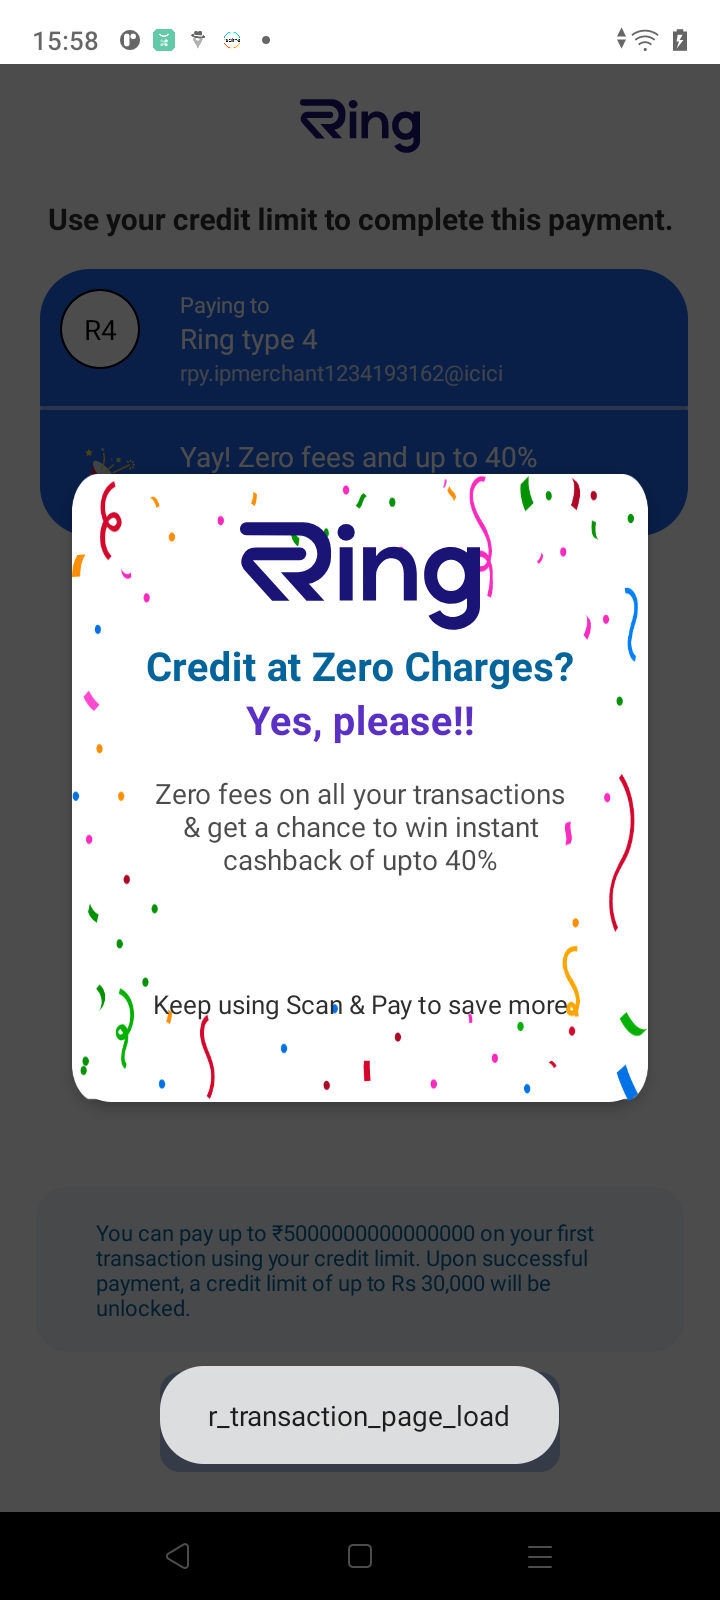 15:58
Ring
Use your credit limit to complete this payment.
R4
Paying to
Ring type 4
rpy.ipmerchant1234193162@icici
Yay! Zero fees and up to 40%
Ring
Credit at Zero Charges?
Yes, please!!
Zero fees on all your transactions
& get a chance to win instant
cashback of upto 40%
Keep using Scan & Pay to save more
You can pay up to ₹5000000000000000 on your first
transaction using your credit limit. Upon successful
payment, a credit limit of up to Rs 30,000 will be
unlocked.
r_transaction_page_load